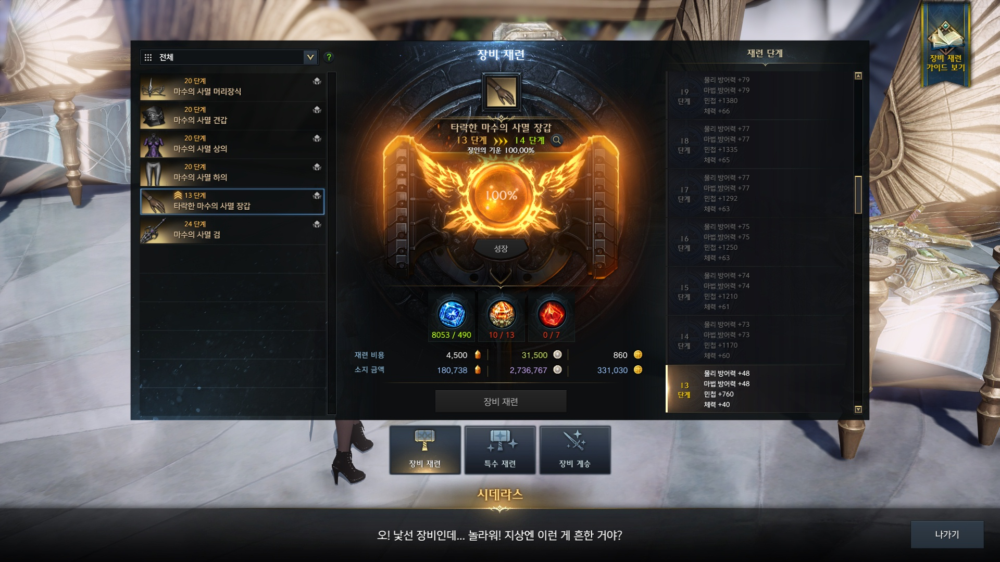 전체
?
20 단계
마수의 사멸 머리장식
20 단계
마수의 사멸 견갑
20 단계
마수의 사멸 상의
20 단계
마수의 사멸 하의
13 단계
타락한 마수의 사멸 장갑
24 단계
마수의 사멸 검
장비 재련
타락한 마수의 사멸 장갑
13 단계 14 단계
장인의 기운 100.00%
100%
성장
8053 / 490 10 / 13 0 / 7
재련 비용 4,500 31,500 860
소지 금액 180,738 2,736,767 331,030
장비 재련
재련 단계
물리 방어력 +79
마법 방어력 +79
19 단계
민첩 +1380
체력 +66
물리 방어력 +77
마법 방어력 +77
18 단계
민첩 +1335
체력 +65
물리 방어력 +77
마법 방어력 +77
17 단계
민첩 +1292
체력 +63
물리 방어력 +75
마법 방어력 +75
16 단계
민첩 +1250
체력 +63
물리 방어력 +74
마법 방어력 +74
15 단계
민첩 +1210
체력 +61
물리 방어력 +73
마법 방어력 +73
14 단계
민첩 +1170
체력 +60
물리 방어력 +48
마법 방어력 +48
13 단계
민첩 +760
체력 +40
장비 재련
가이드 보기
장비 재련
특수 재련
장비 계승
시데라스
오! 낯선 장비인데... 놀라워! 지상엔 이런 게 흔한 거야?
나가기